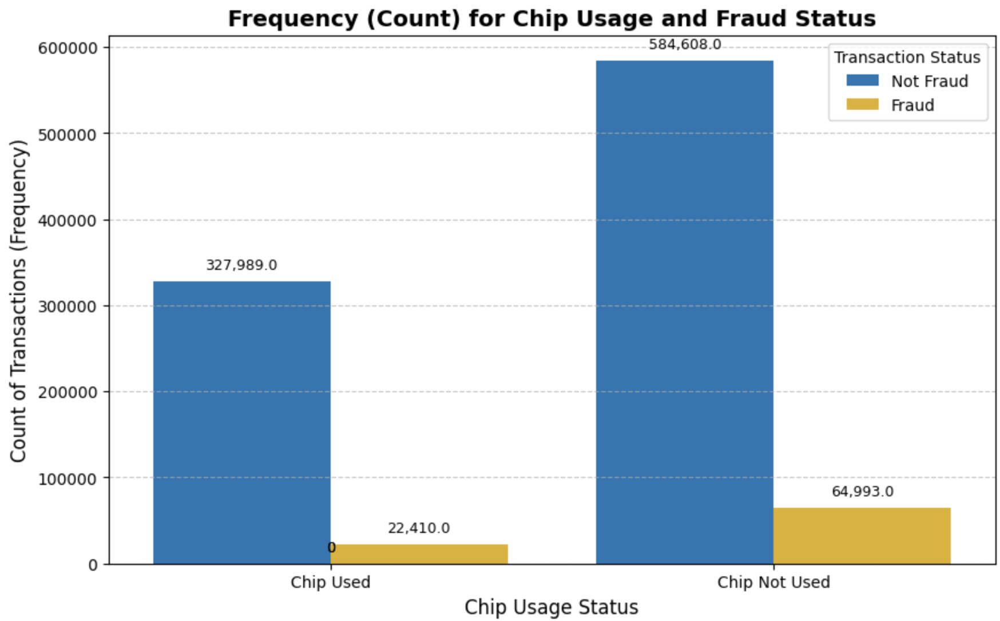 Frequency (Count) for Chip Usage and Fraud Status
Count of Transactions (Frequency)
600000
500000
400000
300000
200000
100000
0
584,608.0
327,989.0
64,993.0
22,410.0
0
Transaction Status
Not Fraud
Fraud
Chip Used
Chip Not Used
Chip Usage Status